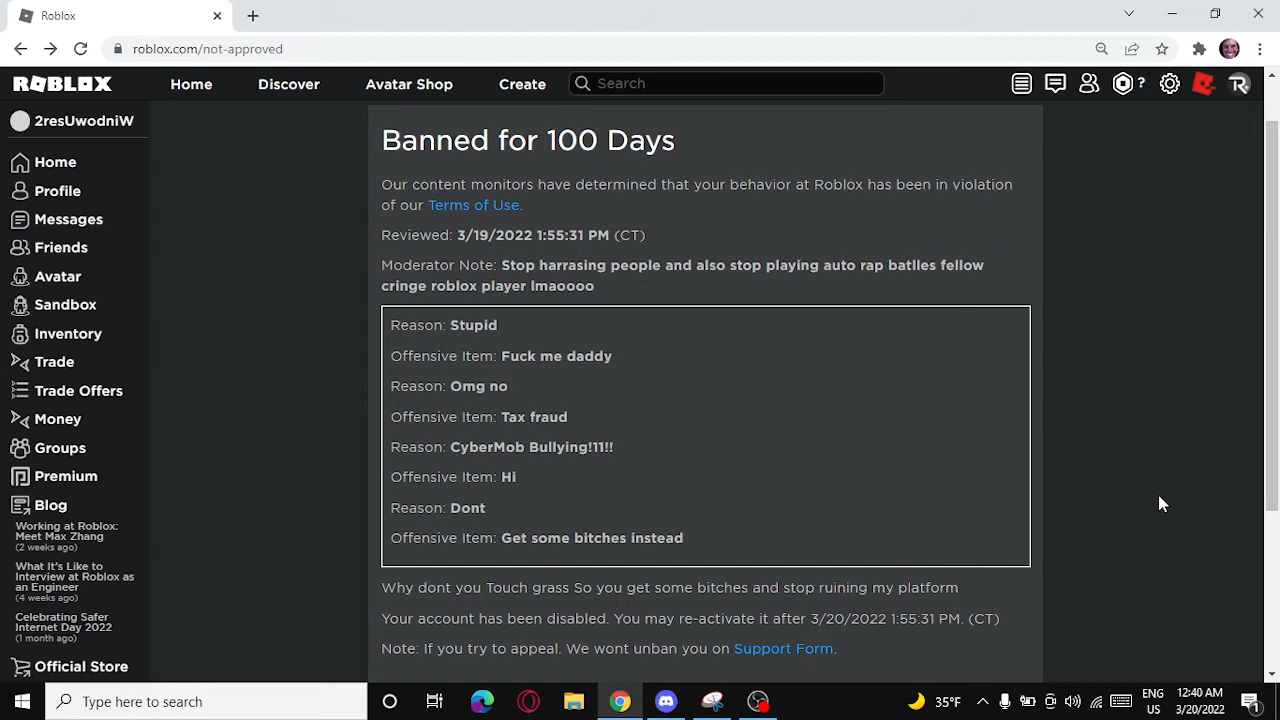 Roblox
roblox.com/not-approved
ROBLOX Home Discover Avatar Shop Create Search ?
2resUwodniW
Home
Profile
Messages
Friends
Avatar
Sandbox
Inventory
Trade
Trade Offers
Money
Groups
Premium
Blog
Working at Roblox:
Meet Max Zhang
(2 weeks ago)
What It's Like to
Interview at Roblox as
an Engineer
(4 weeks ago)
Celebrating Safer
Internet Day 2022
(1 month ago)
Official Store
Banned for 100 Days
Our content monitors have determined that your behavior at Roblox has been in violation
of our Terms of Use.
Reviewed: 3/19/2022 1:55:31 PM (CT)
Moderator Note: Stop harrasing people and also stop playing auto rap batlles fellow
cringe roblox player lmaoooo
Reason: Stupid
Offensive Item: Fuck me daddy
Reason: Omg no
Offensive Item: Tax fraud
Reason: CyberMob Bullying!11!!
Offensive Item: Hi
Reason: Dont
Offensive Item: Get some bitches instead
Why dont you Touch grass So you get some bitches and stop ruining my platform
Your account has been disabled. You may re-activate it after 3/20/2022 1:55:31 PM. (CT)
Note: If you try to appeal. We wont unban you on Support Form.
Type here to search
35°F
ENG
US
12:40 AM
3/20/2022
1